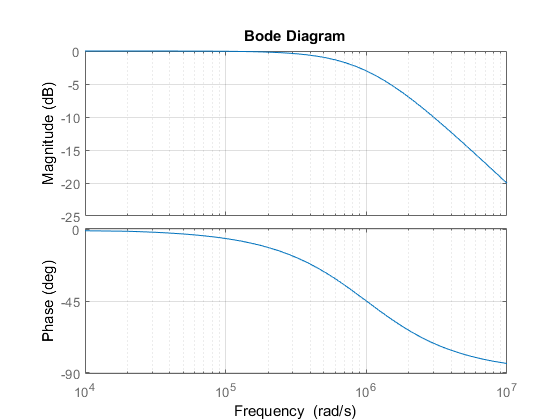 Bode Diagram
Magnitude (dB)
0
-5
-10
-15
-20
-25
Phase (deg)
0
-45
-90
10^4 10^5 10^6 10^7
Frequency (rad/s)